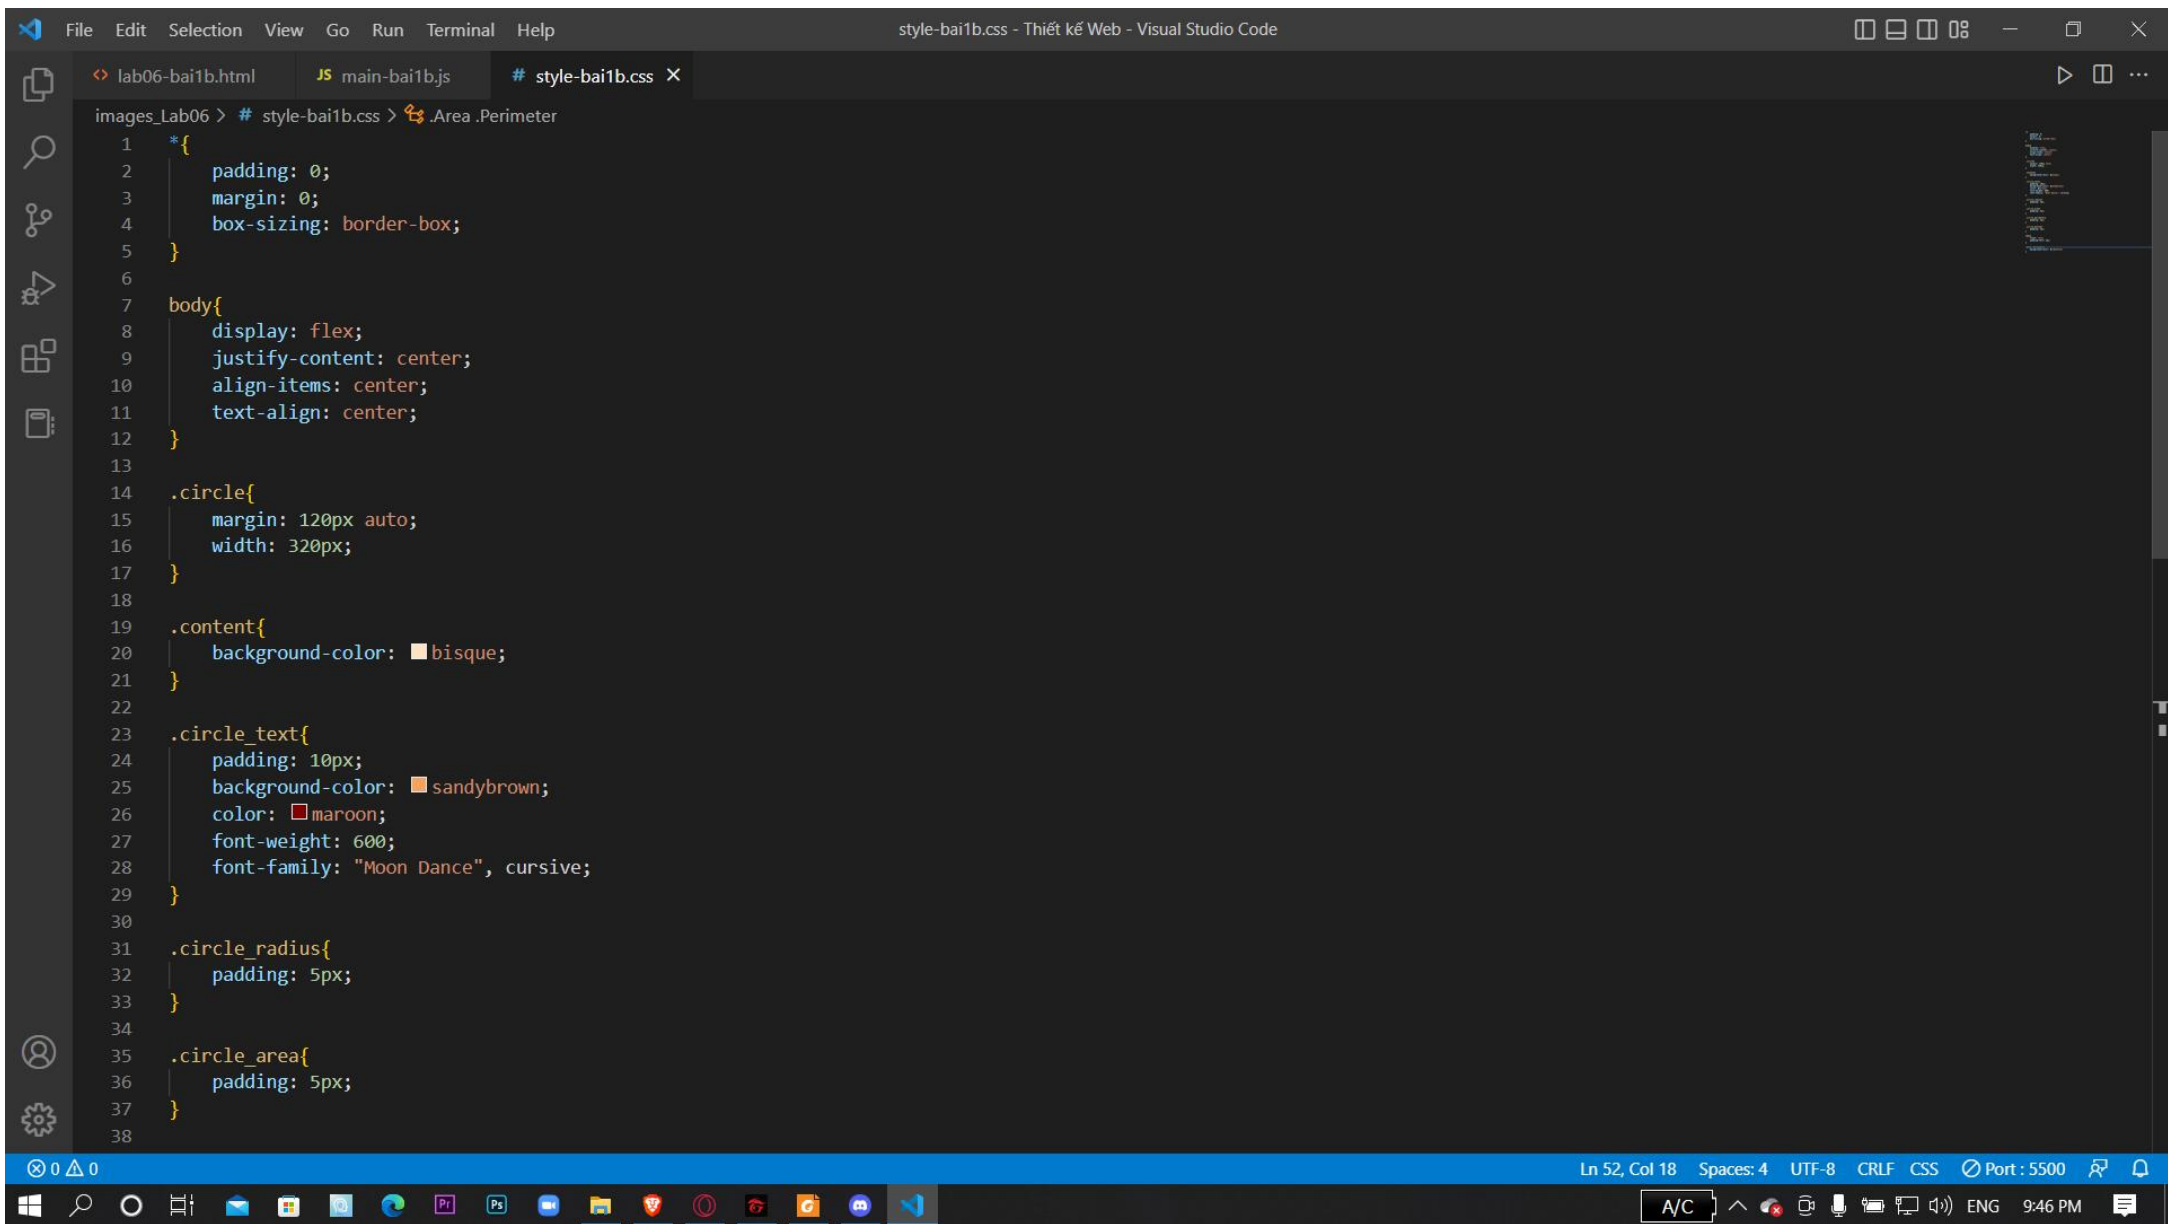 File Edit Selection View Go Run Terminal Help
style-bai1b.css - Thiết kế Web - Visual Studio Code
<> lab06-bai1b.html
JS main-bai1b.js
# style-bai1b.css
images_Lab06 > # style-bai1b.css > .Area .Perimeter
1 *{
2 padding: 0;
3 margin: 0;
4 box-sizing: border-box;
5 }
6
7 body{
8 display: flex;
9 justify-content: center;
10 align-items: center;
11 text-align: center;
12 }
13
14 .circle{
15 margin: 120px auto;
16 width: 320px;
17 }
18
19 .content{
20 background-color: bisque;
21 }
22
23 .circle_text{
24 padding: 10px;
25 background-color: sandybrown;
26 color: maroon;
27 font-weight: 600;
28 font-family: "Moon Dance", cursive;
29 }
30
31 .circle_radius{
32 padding: 5px;
33 }
34
35 .circle_area{
36 padding: 5px;
37 }
38
0 0
Ln 52, Col 18 Spaces: 4 UTF-8 CRLF CSS Port : 5500
Pr Ps
A/C ENG 9:46 PM